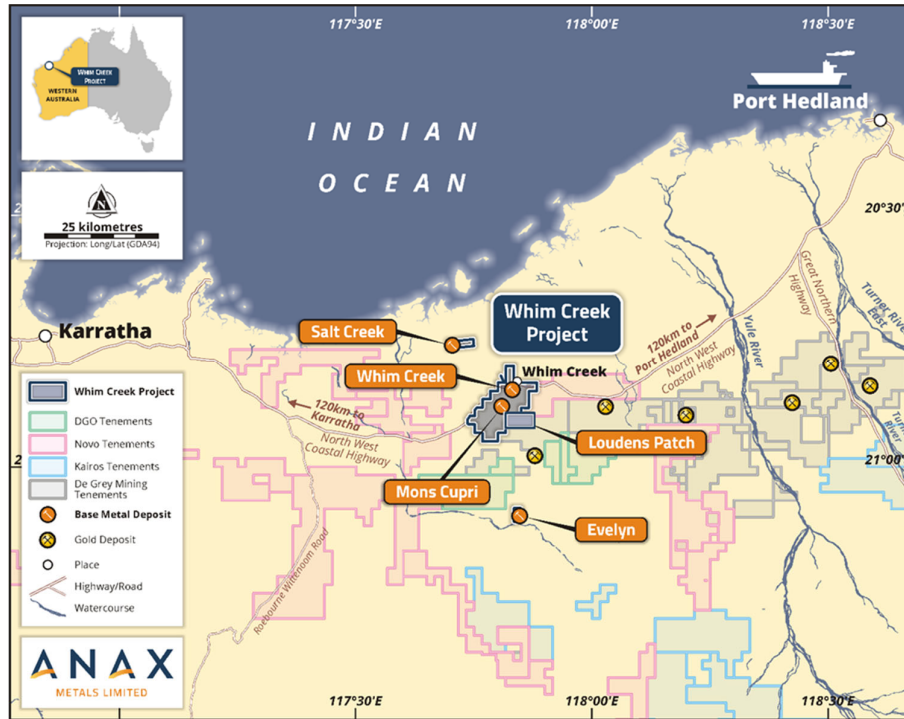 117°30'E
118°00'E
118°30'E
WHIM CREEK
PROJECT
WESTERN
AUSTRALIA
Port Hedland
INDIAN
OCEAN
N
25 kilometres
Projection: Long/Lat (GDA94)
20°30'
Karratha
Salt Creek
Whim Creek
Project
Whim Creek
Whim Creek
120km to
Port Hedland
North West
Coastal Highway
Yule River
Great Northern
Highway
Turner River
East
120km to
Karratha
North West
Coastal Highway
Loudens Patch
Mons Cupri
Evelyn
21°00'
Roebourne Wittenoom Road
Whim Creek Project
DGO Tenements
Novo Tenements
Kairos Tenements
De Grey Mining
Tenements
Base Metal Deposit
Gold Deposit
Place
Highway/Road
Watercourse
ANAX
METALS LIMITED
117°30'E
118°00'E
118°30'E